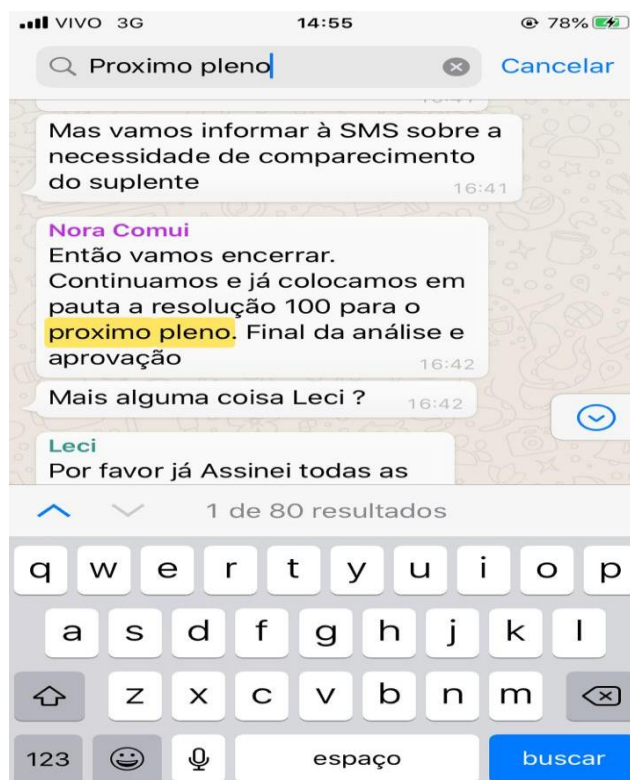 VIVO 3G 14:55 78%
Proximo pleno Cancelar
Mas vamos informar à SMS sobre a
necessidade de comparecimento
do suplente 16:41
Nora Comui
Então vamos encerrar.
Continuamos e já colocamos em
pauta a resolução 100 para o
proximo pleno. Final da análise e
aprovação 16:42
Mais alguma coisa Leci ? 16:42
Leci
Por favor já Assinei todas as
1 de 80 resultados
q w e r t y u i o p
a s d f g h j k l
z x c v b n m
123 espaço buscar